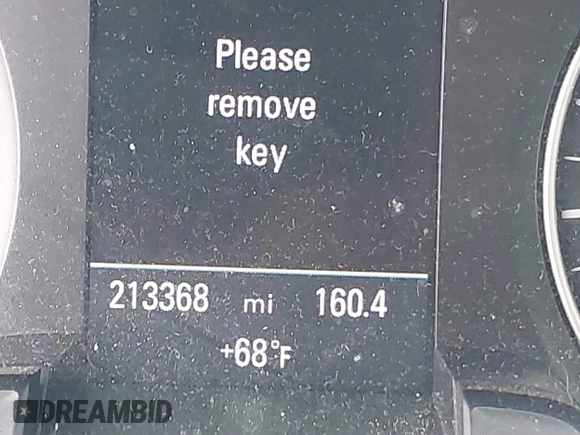 Please
remove
key
213368 mi 160.4
+68°F
DREAMBID